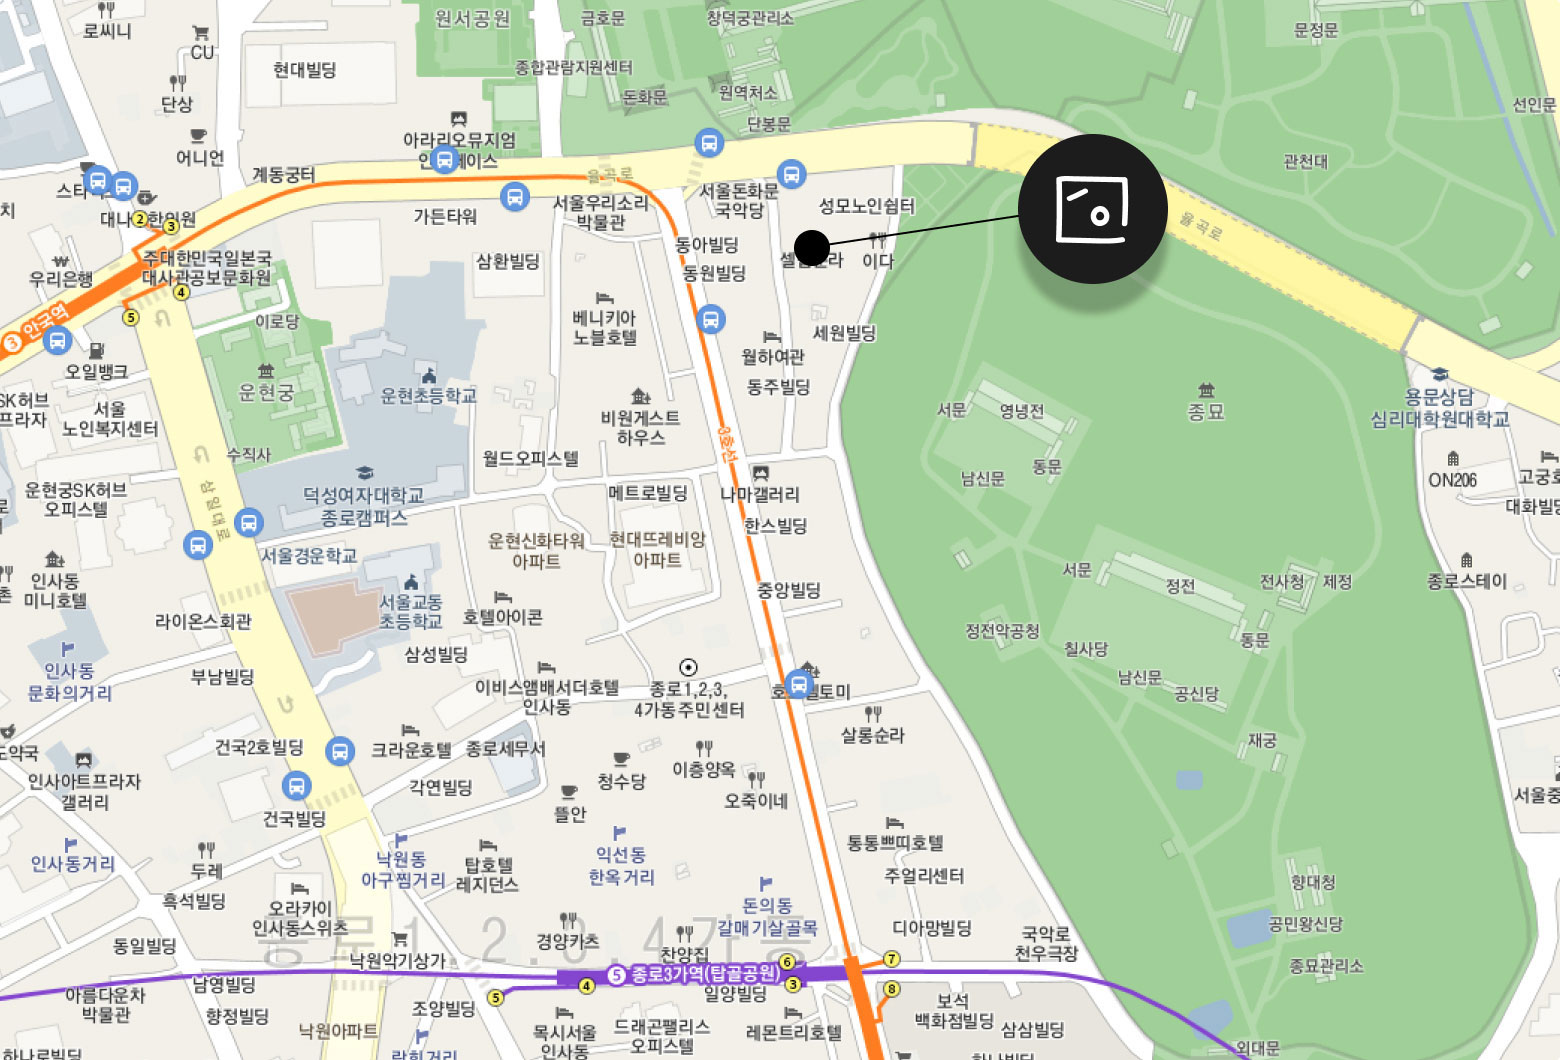 로씨니
원서공원
금호문
창덕궁관리소
문정문
CU
현대빌딩
종합관람지원센터
단상
돈화문
원역처소
선인문
단봉문
아라리오뮤지엄
어니언
관천대
계동궁터
율곡로
서울돈화문
국악당
성모노인쉼터
가든타워
서울우리소리
박물관
2
3
율곡로
동아빌딩
주대한민국일본국
대사관공보문화원
삼환빌딩
이다
우리은행
동원빌딩
4
5
3 안국역
이로당
베니키아
노블호텔
세원빌딩
월하여관
오일뱅크
동주빌딩
운현궁
운현초등학교
종묘
용문상담
심리대학원대학교
SK허브
프라자
서울
노인복지센터
비원게스트
하우스
서문
영녕전
3호선
수직사
월드오피스텔
동문
남신문
ON206
운현궁SK허브
오피스텔
덕성여자대학교
종로캠퍼스
메트로빌딩
나마갤러리
대화빌딩
삼일대로
한스빌딩
서울경운학교
운현신화타워
아파트
현대뜨레비앙
아파트
인사동
미니호텔
서문
정전
전사청
제정
종로스테이
중앙빌딩
서울교동
초등학교
호텔아이콘
라이온스회관
정전악공청
동문
칠사당
삼성빌딩
인사동
문화의거리
부남빌딩
이비스앰배서더호텔
인사동
종로1,2,3,
4가동주민센터
남신문
공신당
살롱순라
건국2호빌딩
크라운호텔
종로세무서
재궁
인사아트프라자
갤러리
청수당
이층양옥
각연빌딩
오죽이네
건국빌딩
뜰안
통통쁘띠호텔
인사동거리
두레
낙원동
아구찜거리
탑호텔
레지던스
익선동
한옥거리
주얼리센터
향대청
흑석빌딩
오라카이
인사동스위츠
돈의동
갈매기살골목
디아망빌딩
공민왕신당
종로1.2.3.4가동
동일빌딩
경양카츠
찬양집
국악로
천우극장
낙원악기상가
6
7
종묘관리소
5 종로3가역(탑골공원)
남영빌딩
4
3
8
5
일양빌딩
아름다운차
박물관
향정빌딩
조양빌딩
보석
백화점빌딩
낙원아파트
목시서울
인사동
드래곤팰리스
오피스텔
레몬트리호텔
삼삼빌딩
외대문
하나로빌딩